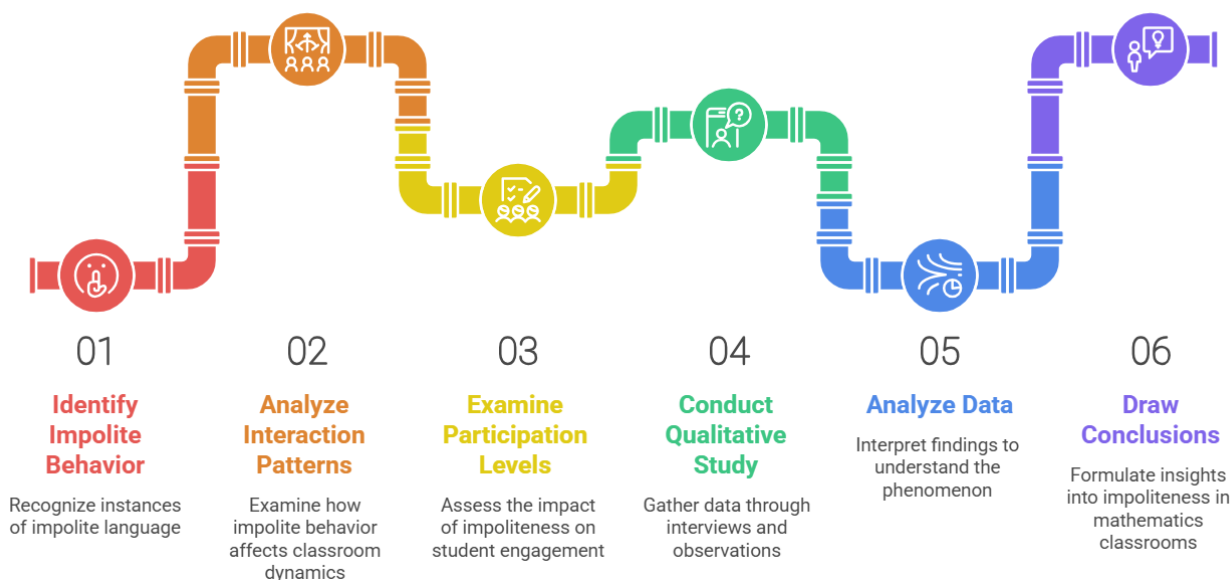 01
Identify
Impolite
Behavior
Recognize instances
of impolite language
02
Analyze
Interaction
Patterns
Examine how
impolite behavior
affects classroom
dynamics
03
Examine
Participation
Levels
Assess the impact
of impoliteness on
student engagement
04
Conduct
Qualitative
Study
Gather data through
interviews and
observations
05
Analyze Data
Interpret findings to
understand the
phenomenon
06
Draw
Conclusions
Formulate insights
into impoliteness in
mathematics
classrooms